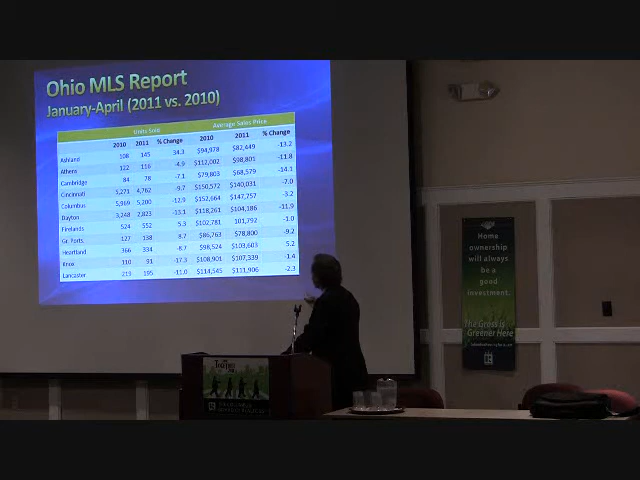 Ohio MLS Report
January-April (2011 vs. 2010)
Units Sold Average Sales Price
2010 2011 % Change 2010 2011 % Change
Ashland 108 145 34.3 $94,978 $82,449 -13.2
Athens 122 116 -4.9 $112,002 $98,801 -11.8
Cambridge 84 78 -7.1 $79,803 $68,579 -14.1
Cincinnati 5,271 4,762 -9.7 $150,572 $140,031 -7.0
Columbus 5,969 5,200 -12.9 $152,664 $147,757 -3.2
Dayton 3,248 2,823 -13.1 $118,261 $104,186 -11.9
Firelands 524 552 5.3 $102,781 101,792 -1.0
Gr. Ports. 127 138 8.7 $86,763 $78,800 -9.2
Heartland 366 334 -8.7 $98,524 $103,603 5.2
Knox 110 91 -17.3 $108,901 $107,339 -1.4
Lancaster 219 195 -11.0 $114,545 $111,906 -2.3
Home
ownership
will always
be a
good
investment.
The Grass is
Greener Here